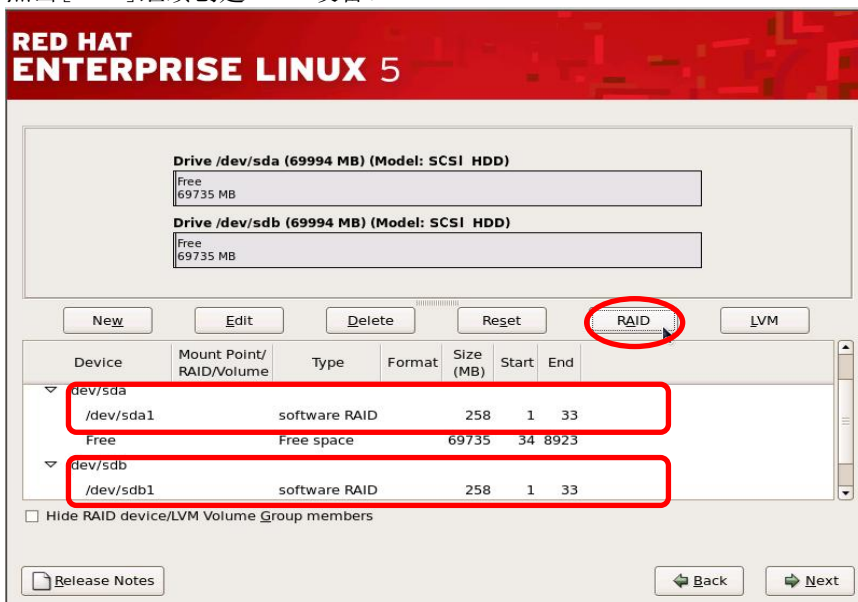 RED HAT
ENTERPRISE LINUX 5
Drive /dev/sda (69994 MB) (Model: SCSI HDD)
Free
69735 MB
Drive /dev/sdb (69994 MB) (Model: SCSI HDD)
Free
69735 MB
New Edit Delete Reset RAID LVM
Device Mount Point/ RAID/Volume Type Format Size (MB) Start End
dev/sda
/dev/sda1 software RAID 258 1 33
Free Free space 69735 34 8923
dev/sdb
/dev/sdb1 software RAID 258 1 33
Hide RAID device/LVM Volume Group members
Release Notes Back Next